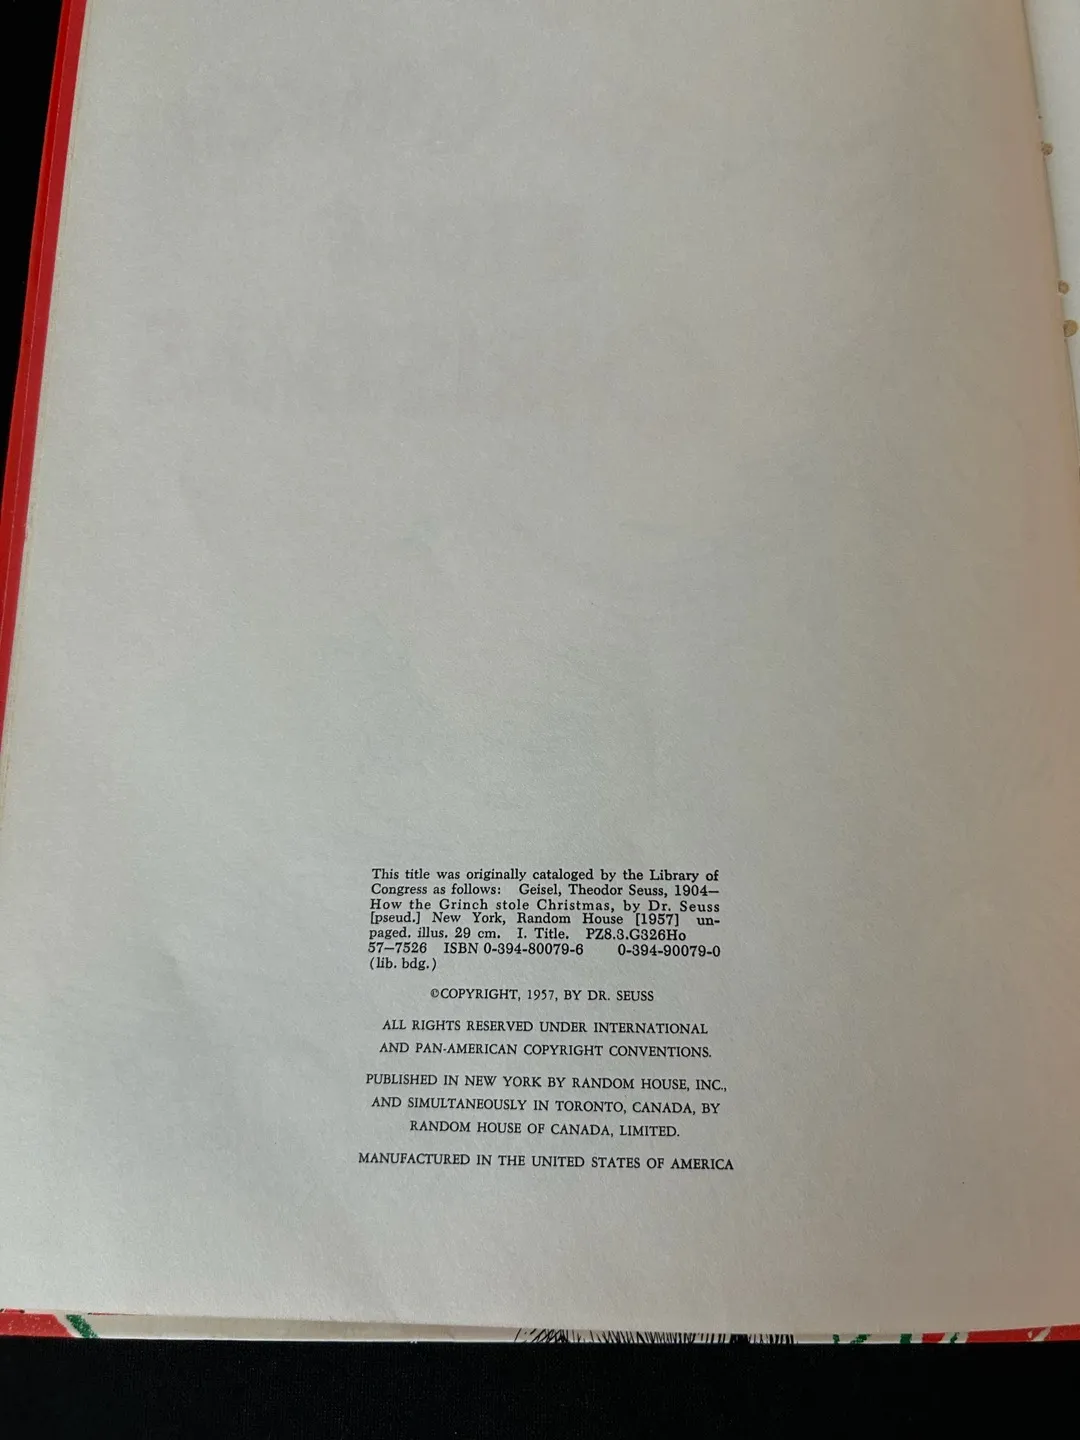 This title was originally cataloged by the Library of
Congress as follows: Geisel, Theodor Seuss, 1904—
How the Grinch stole Christmas, by Dr. Seuss
[pseud.] New York, Random House [1957] un-
paged. illus. 29 cm. I. Title. PZ8.3.G326Ho
57—7526 ISBN 0-394-80079-6 0-394-90079-0
(lib. bdg.)
©COPYRIGHT, 1957, BY DR. SEUSS
ALL RIGHTS RESERVED UNDER INTERNATIONAL
AND PAN-AMERICAN COPYRIGHT CONVENTIONS.
PUBLISHED IN NEW YORK BY RANDOM HOUSE, INC.,
AND SIMULTANEOUSLY IN TORONTO, CANADA, BY
RANDOM HOUSE OF CANADA, LIMITED.
MANUFACTURED IN THE UNITED STATES OF AMERICA